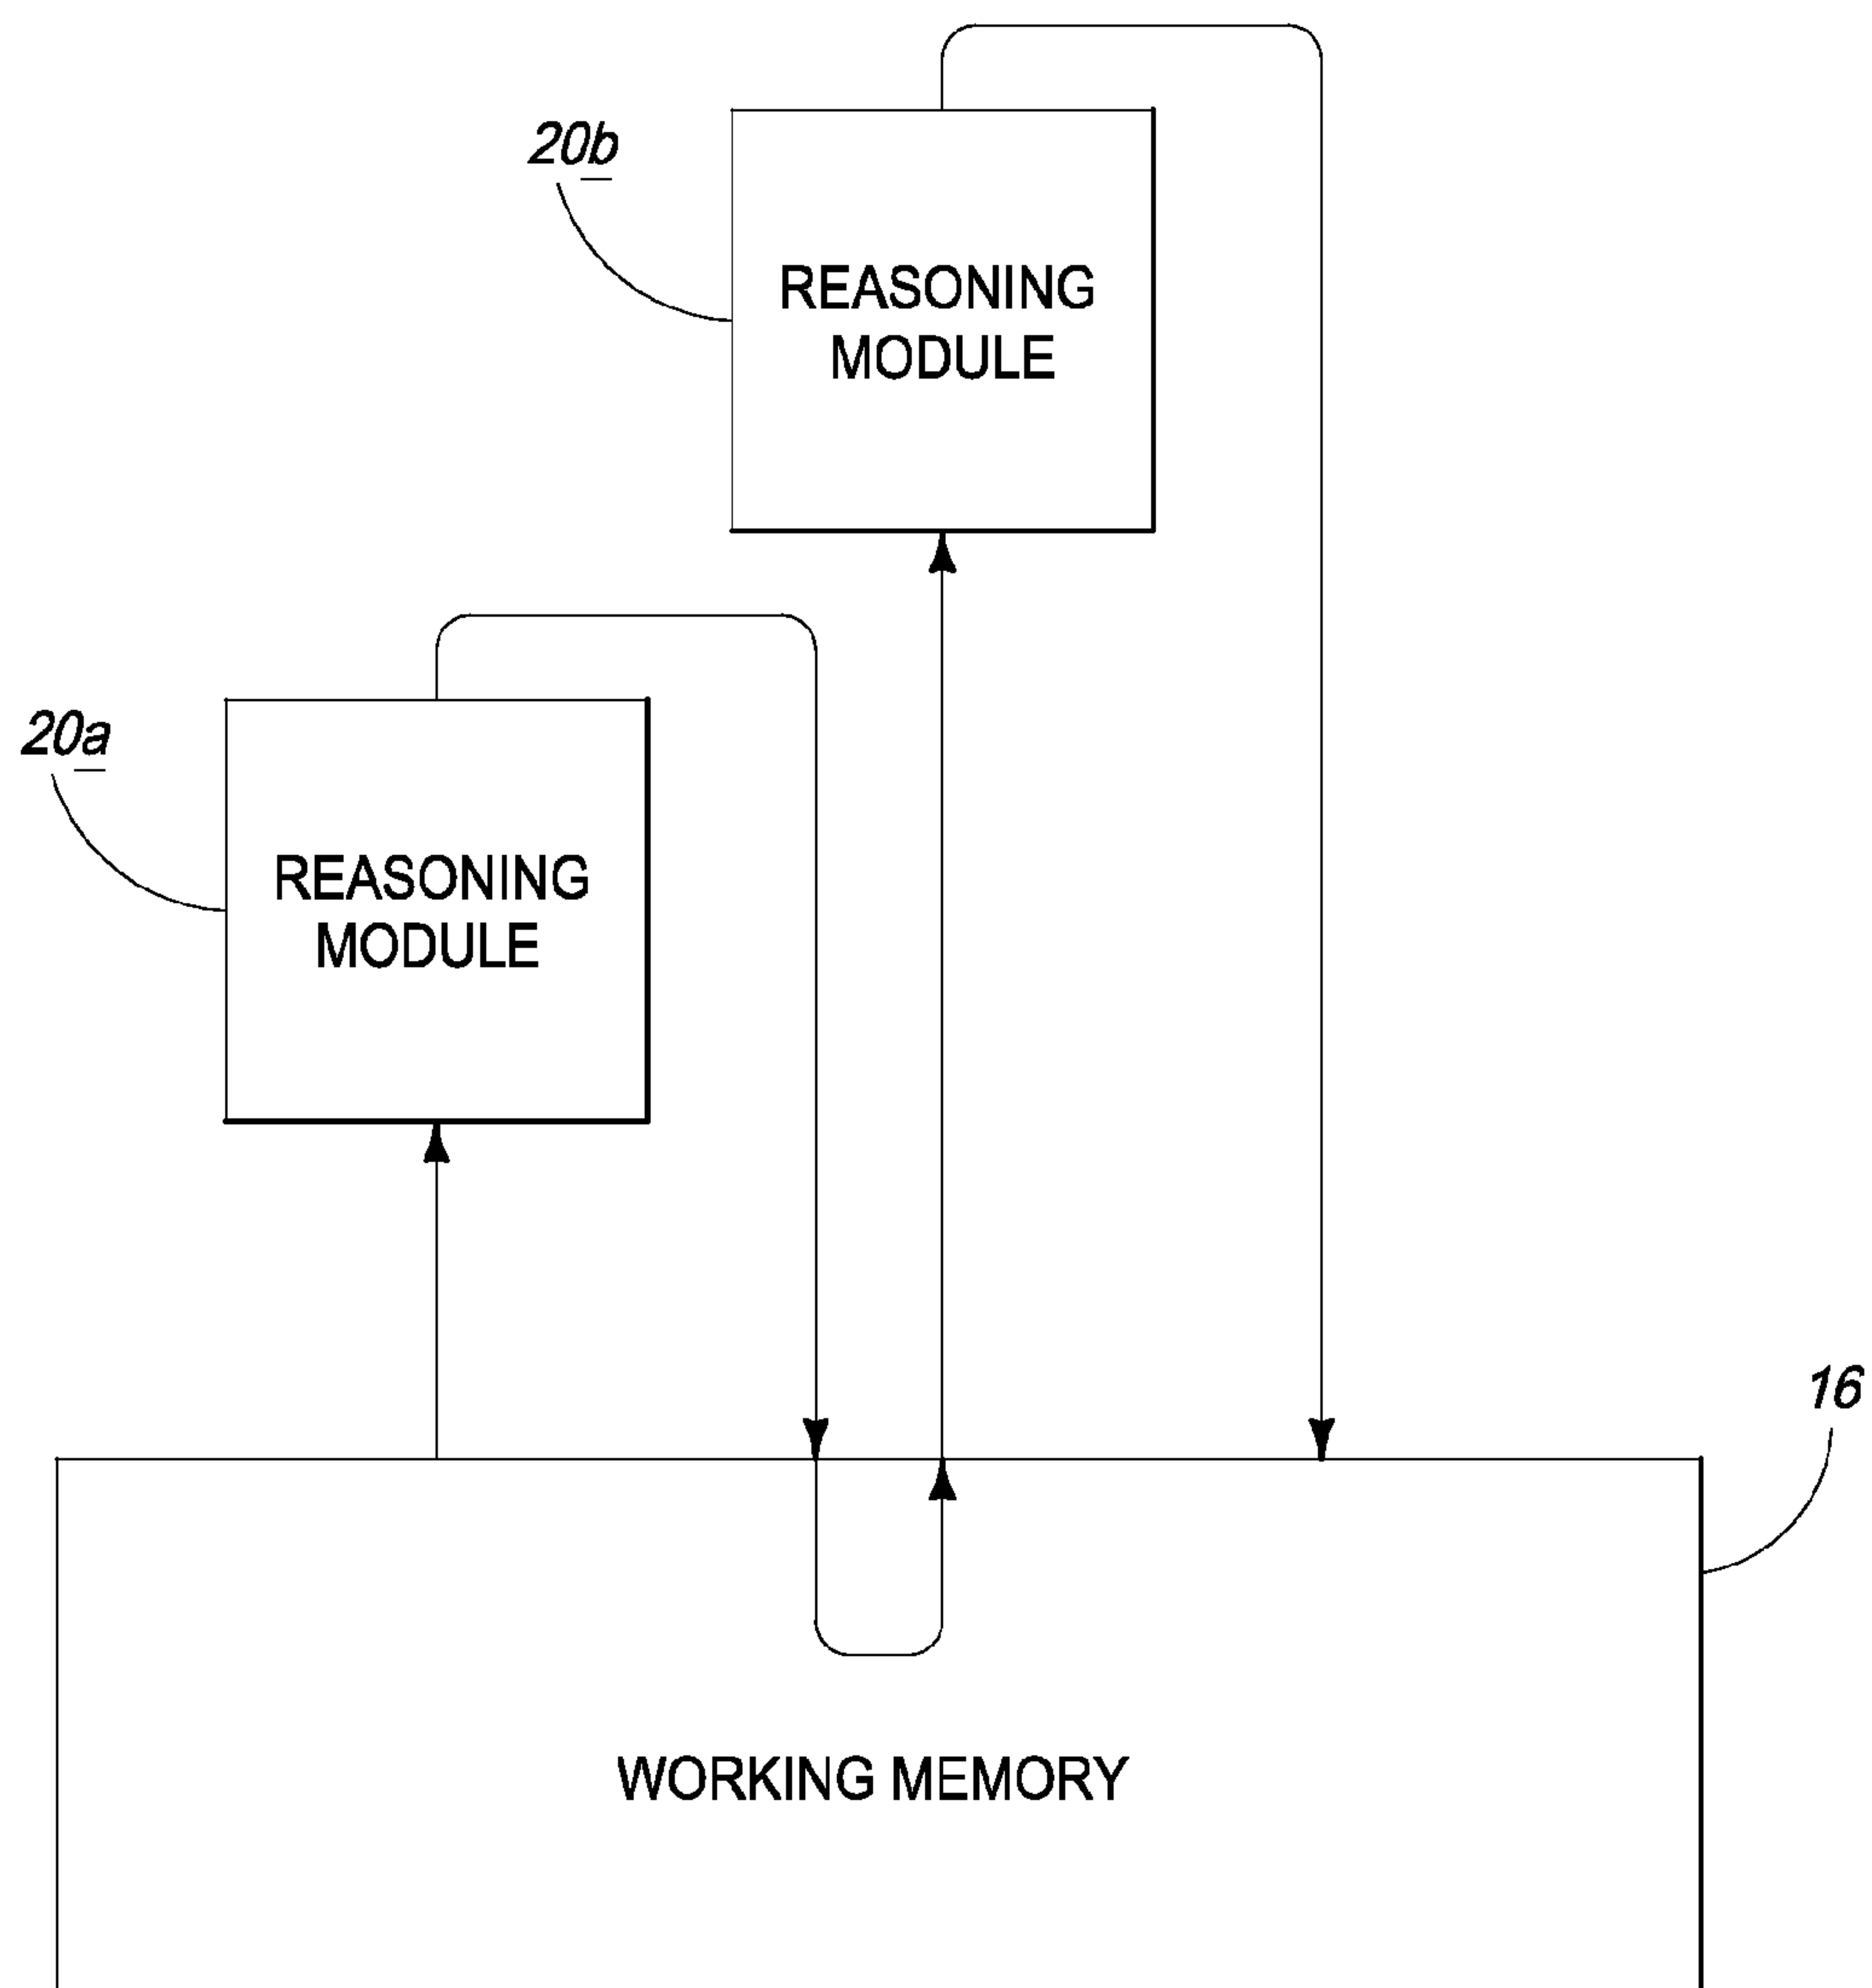 20b
REASONING
MODULE
20a
REASONING
MODULE
16
WORKING MEMORY